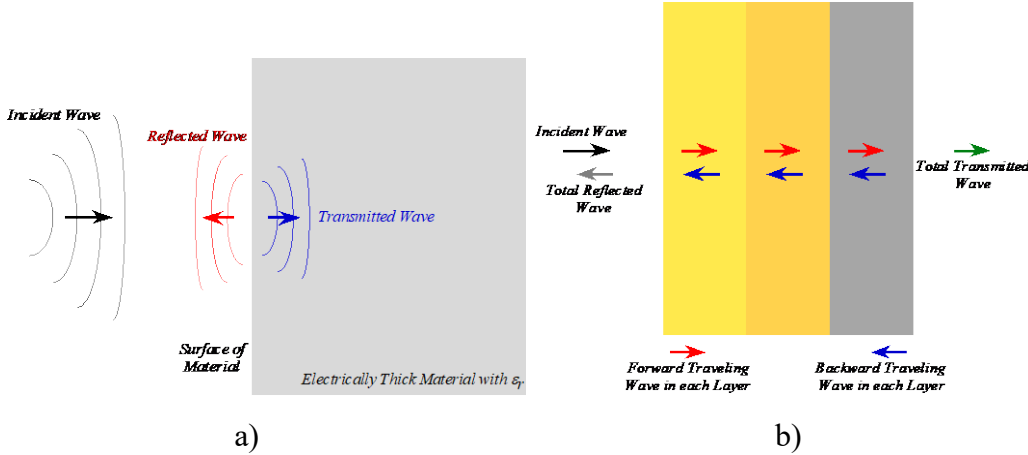 Incident Wave
Reflected Wave
Transmitted Wave
Surface of
Material
Electrically Thick Material with εr.
a)
Incident Wave
Total Reflected
Wave
Total Transmitted
Wave
Forward Traveling
Wave in each Layer
Backward Traveling
Wave in each Layer
b)